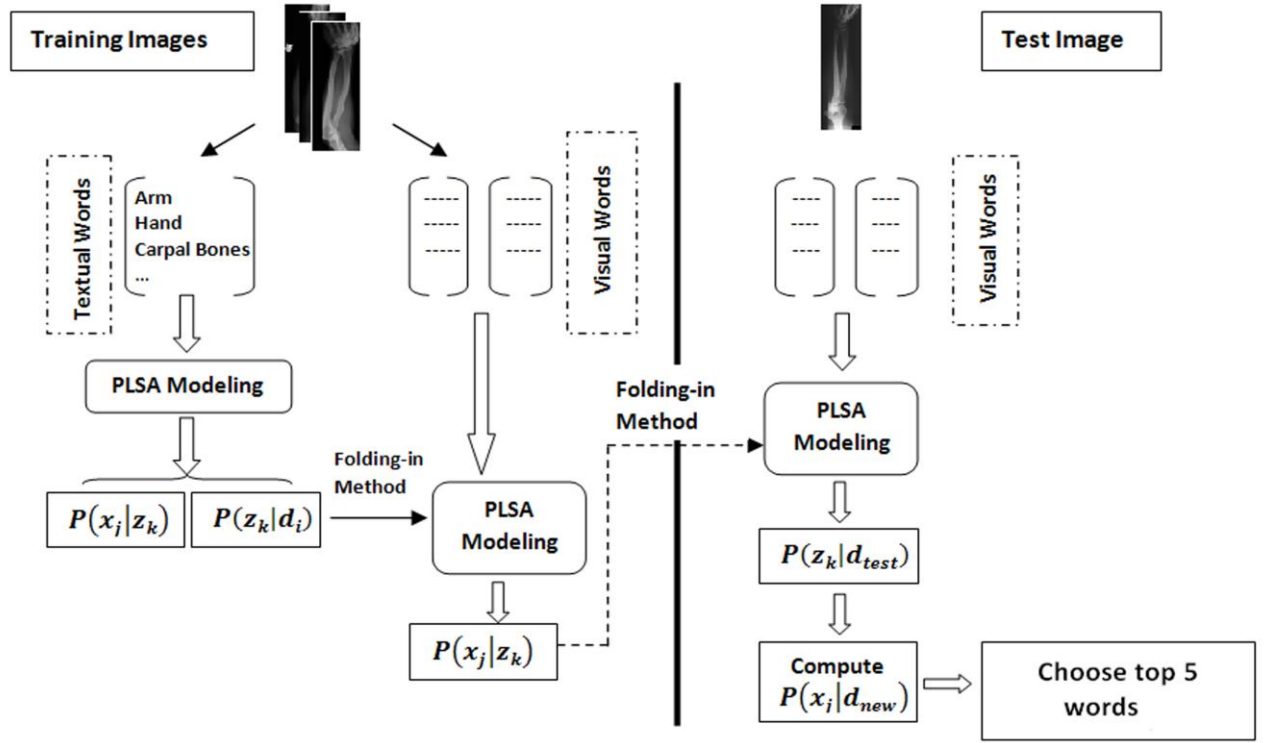 Training Images
Test Image
Textual Words
Arm
Hand
Carpal Bones
...
Visual Words
Visual Words
PLSA Modeling
Folding-in
Method
P(x_j|z_k)
P(z_k|d_i)
PLSA
Modeling
P(x_j|z_k)
Folding-in
Method
PLSA
Modeling
P(z_k|d_test)
Compute
P(x_j|d_new)
Choose top 5
words